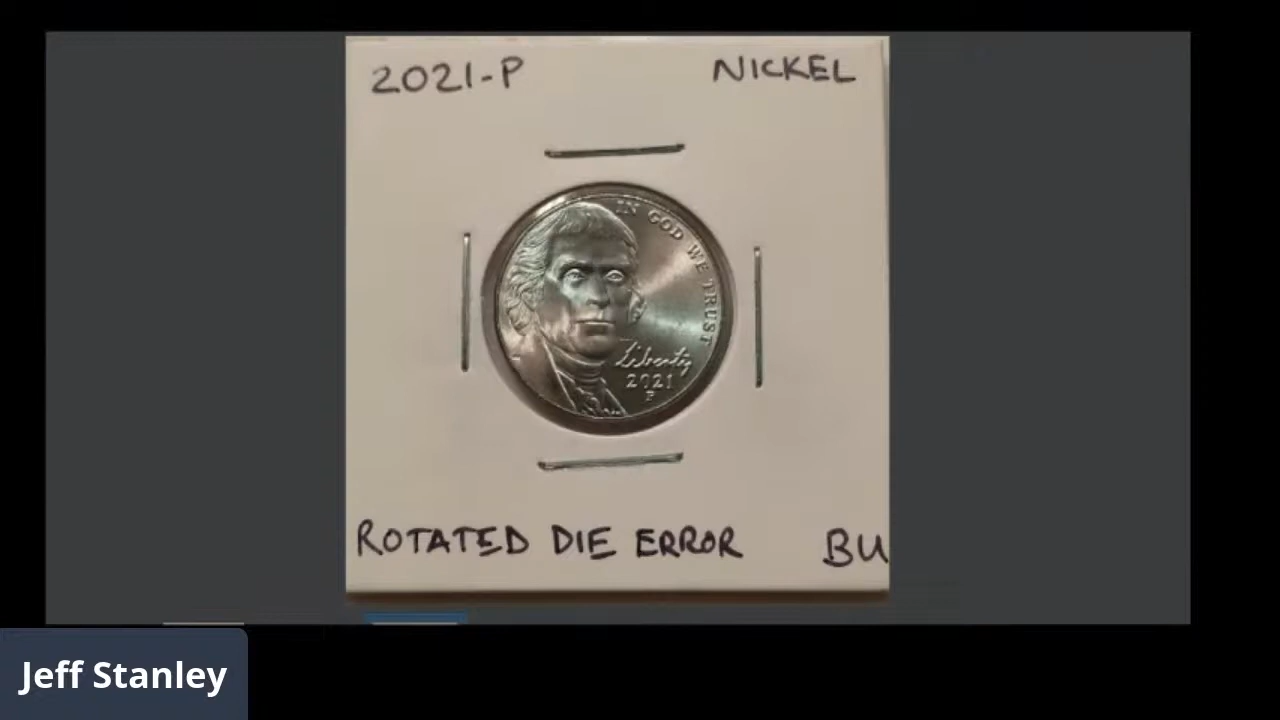 2021-P NICKEL
IN GOD WE TRUST
Liberty
2021
P
ROTATED DIE ERROR BU
Jeff Stanley